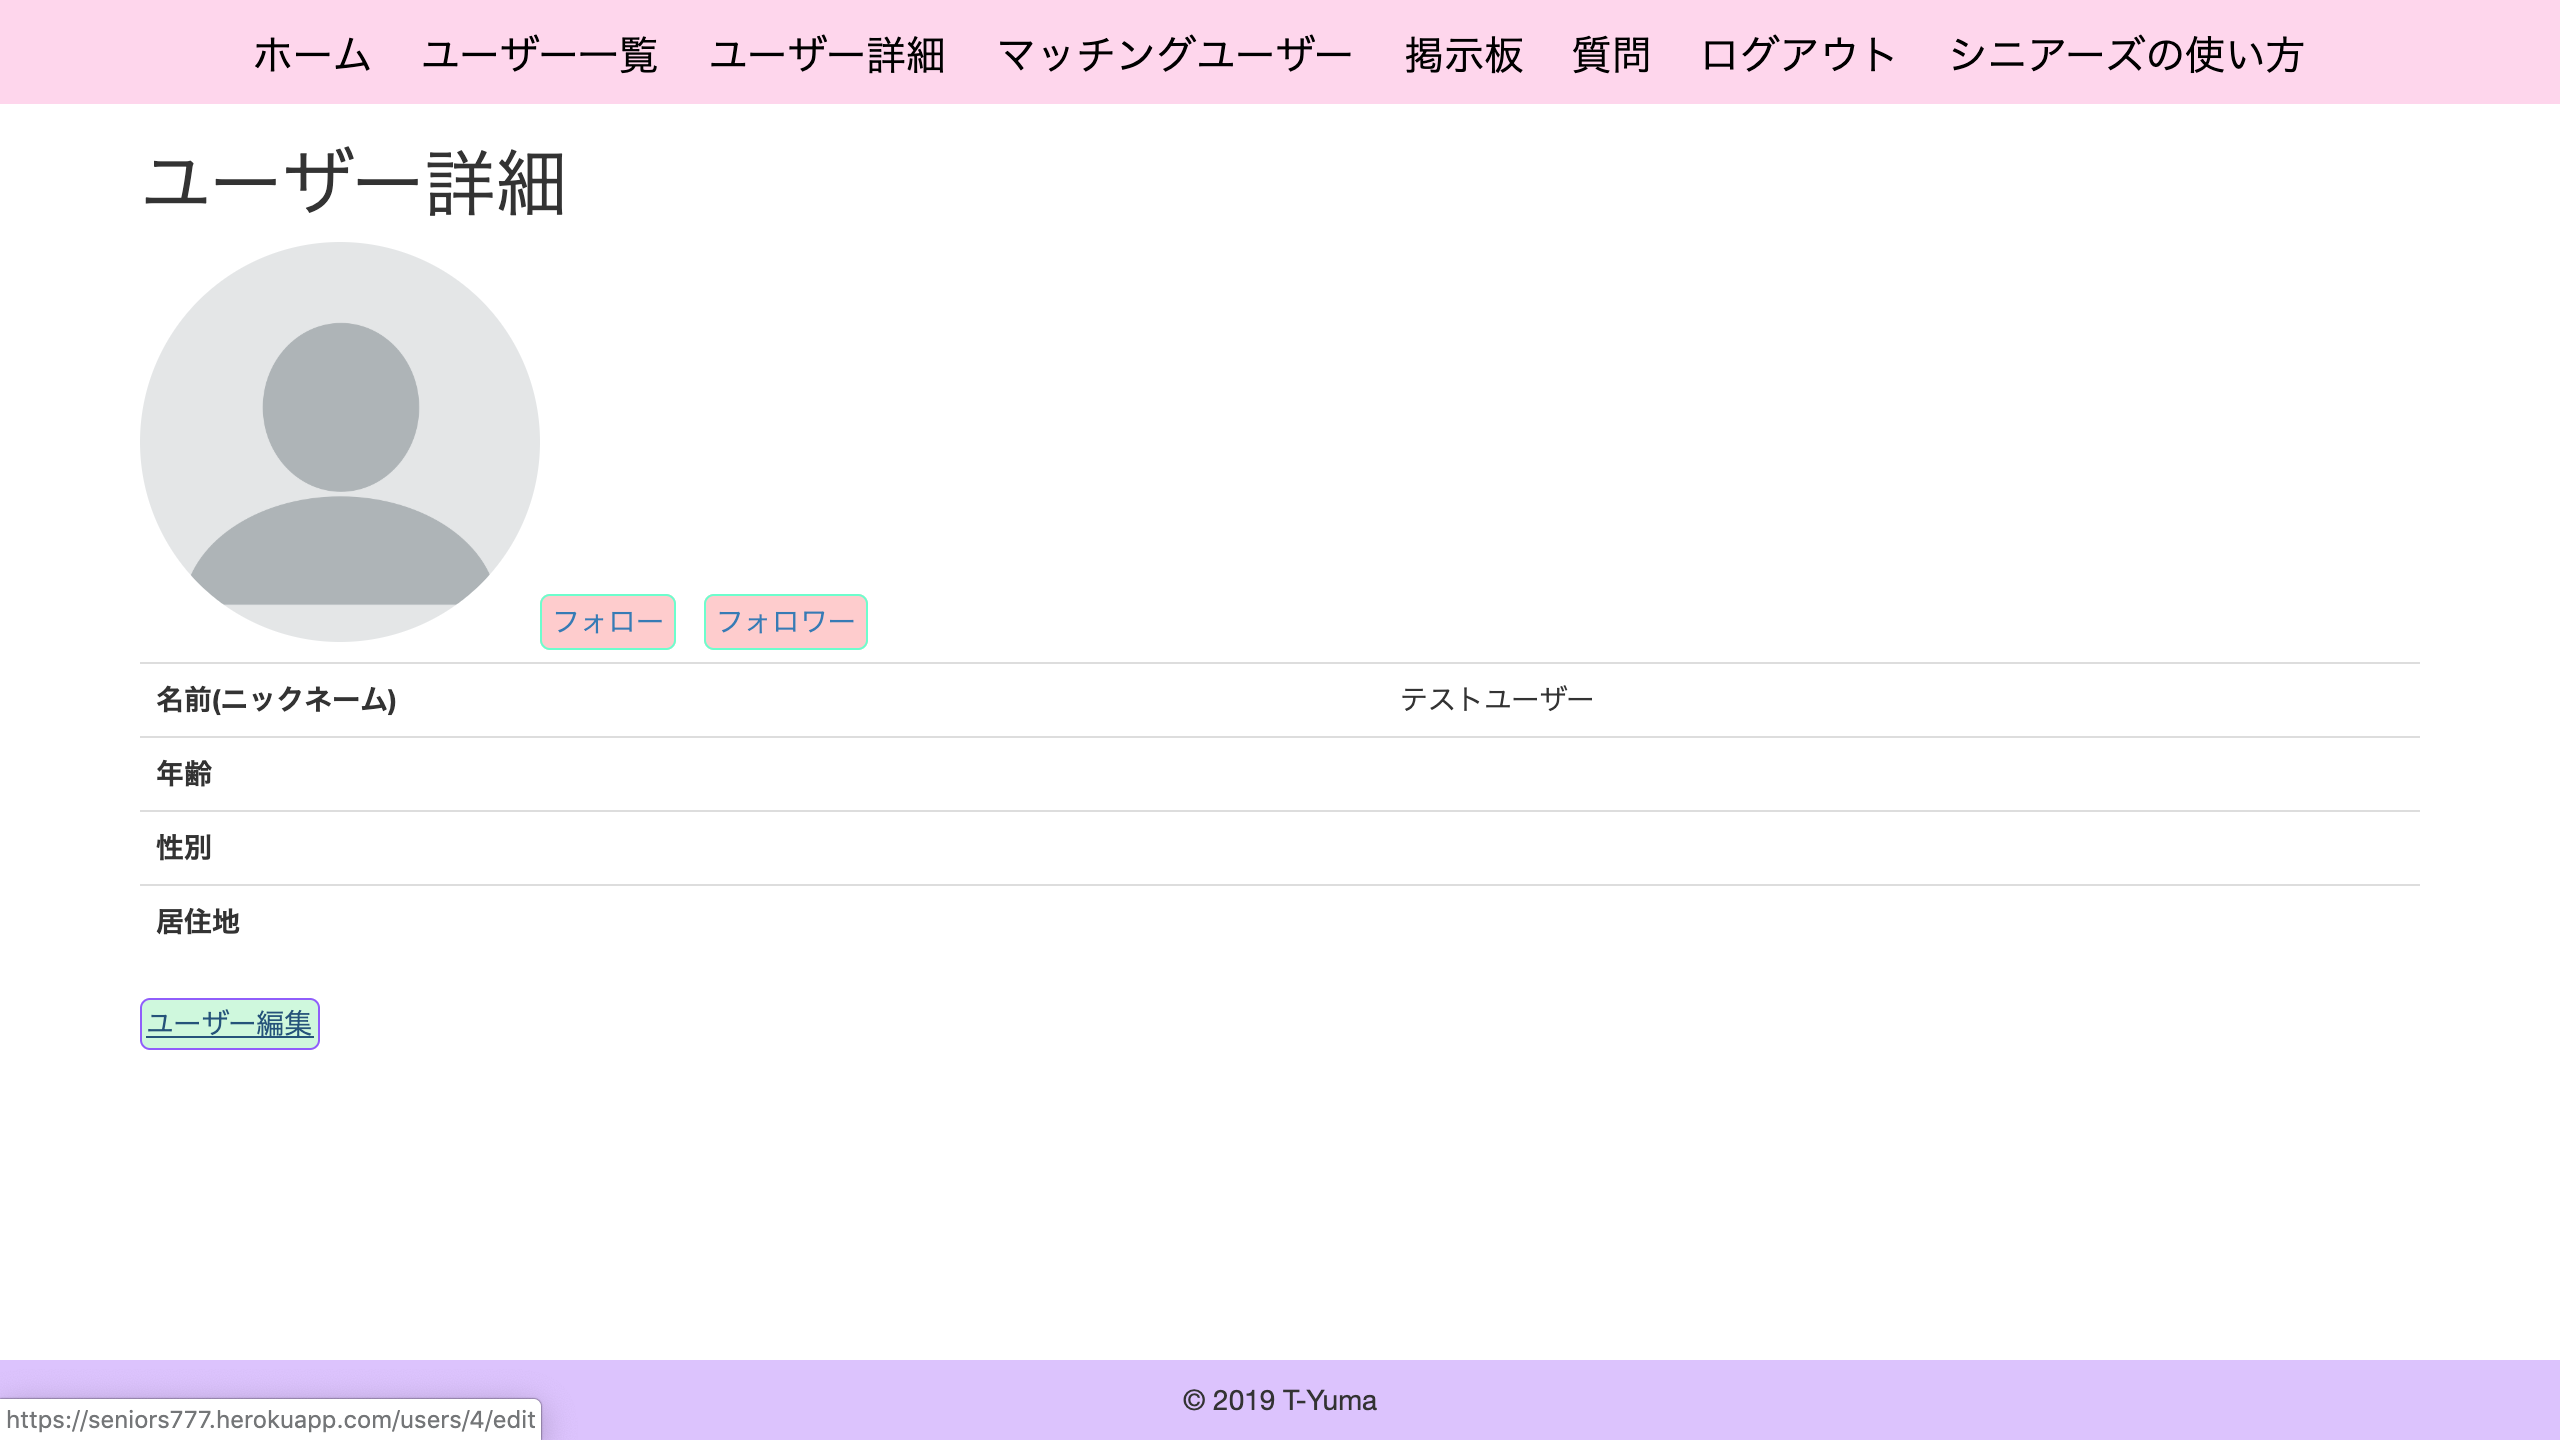 ホーム ユーザー一覧 ユーザー詳細 マッチングユーザー 掲示板 質問 ログアウト シニアーズの使い方
ユーザー詳細
フォロー フォロワー
名前(ニックネーム) テストユーザー
年齢
性別
居住地
ユーザー編集
© 2019 T-Yuma
https://seniors777.herokuapp.com/users/4/edit